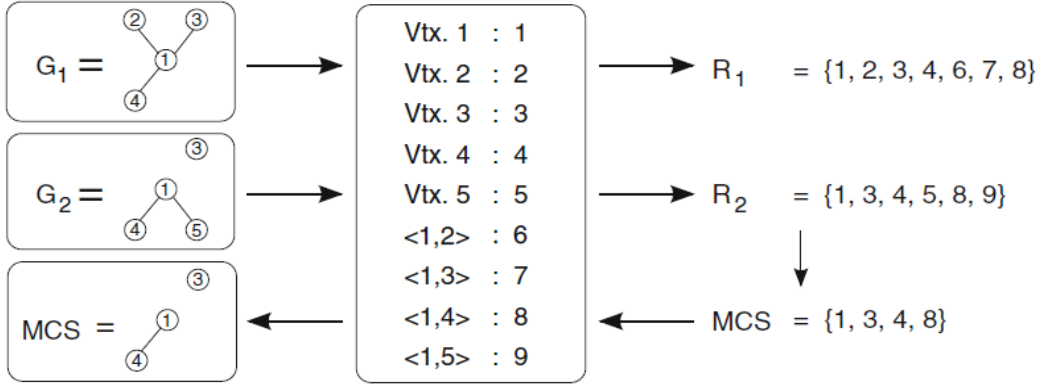 G1 =
2
3
1
4
G2 =
3
1
4
5
MCS =
3
1
4
Vtx. 1 : 1
Vtx. 2 : 2
Vtx. 3 : 3
Vtx. 4 : 4
Vtx. 5 : 5
<1,2> : 6
<1,3> : 7
<1,4> : 8
<1,5> : 9
R1 = {1, 2, 3, 4, 6, 7, 8}
R2 = {1, 3, 4, 5, 8, 9}
MCS = {1, 3, 4, 8}